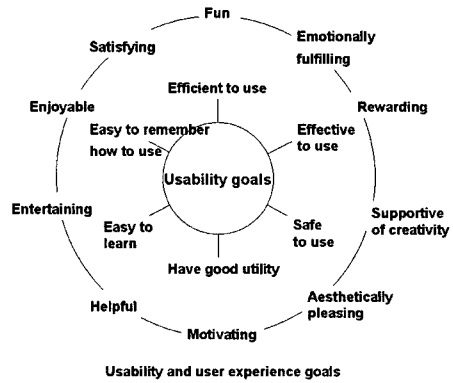 Fun
Satisfying
Emotionally
fulfilling
Efficient to use
Enjoyable
Rewarding
Easy to remember
how to use
Effective
to use
Usability goals
Entertaining
Supportive
of creativity
Easy to
learn
Safe
to use
Have good utility
Helpful
Aesthetically
pleasing
Motivating
Usability and user experience goals